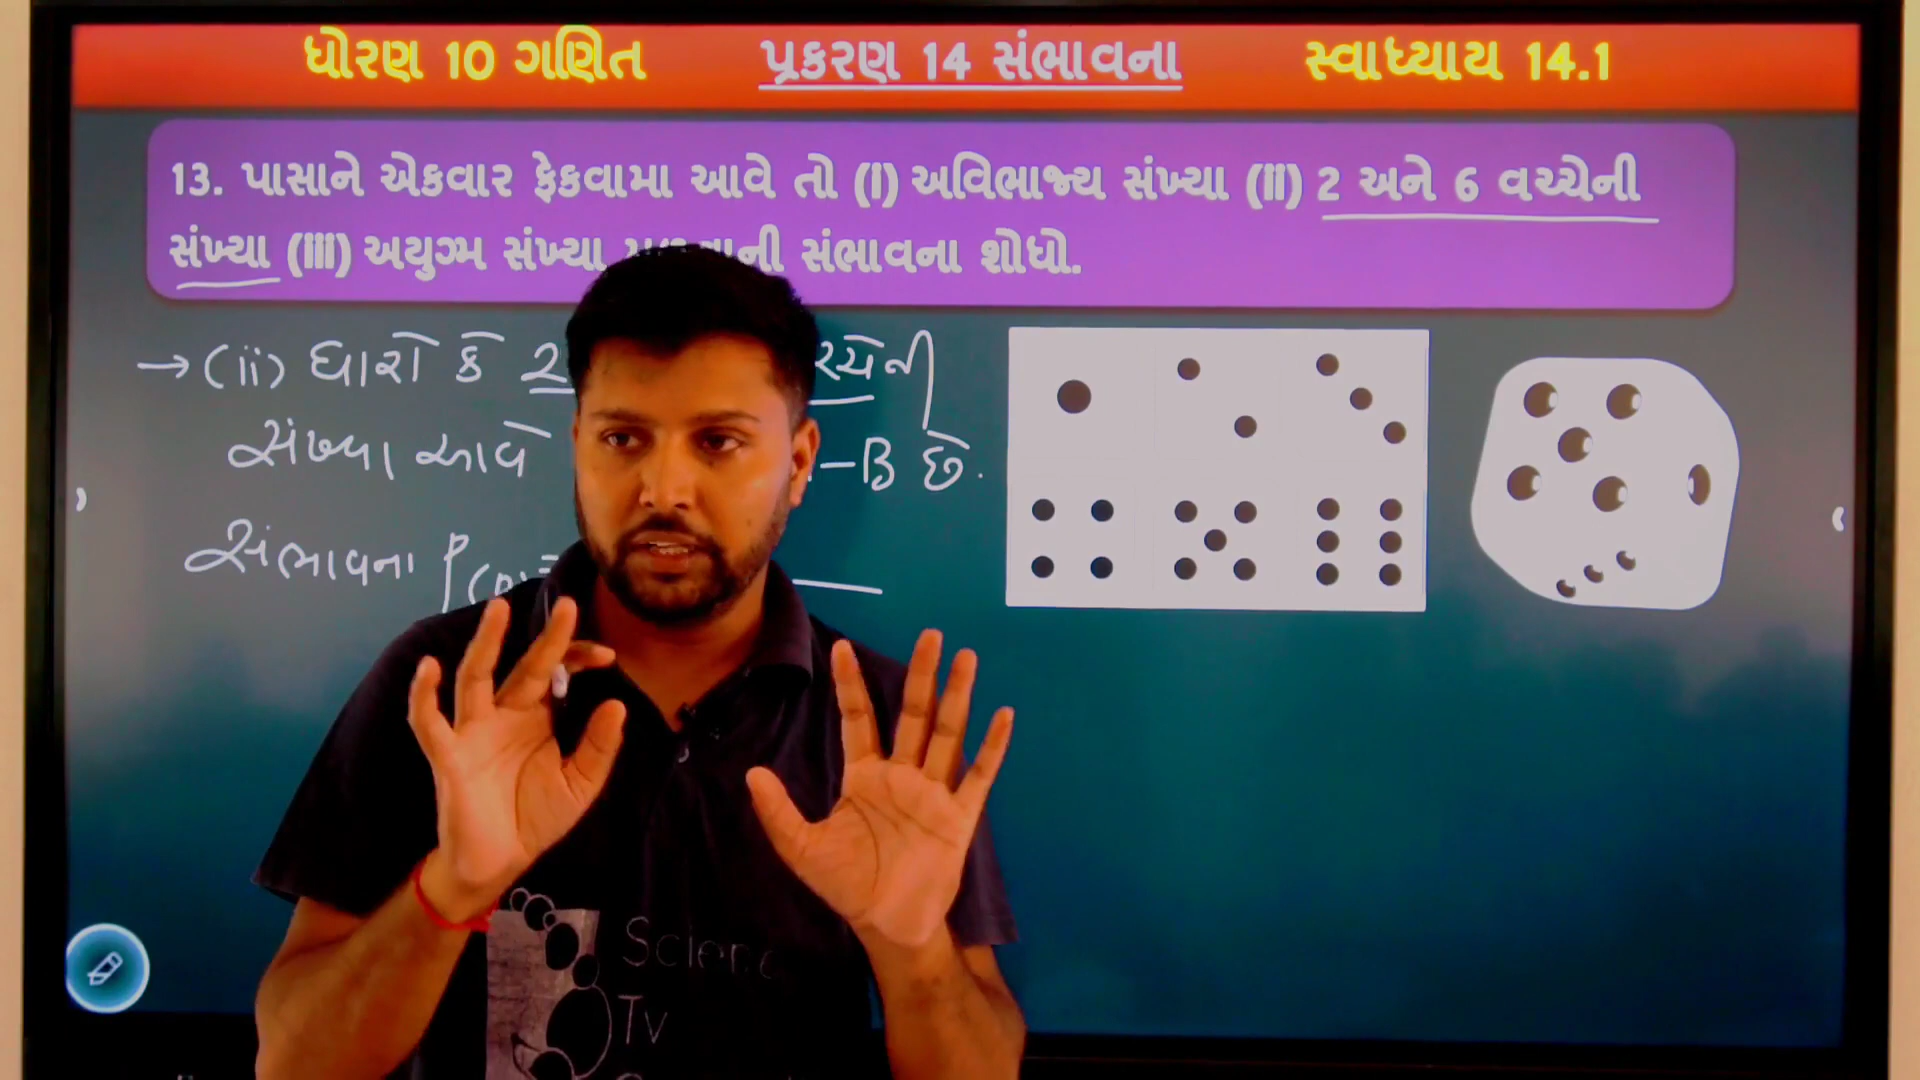 ધોરણ 10 ગણિત પ્રકરણ 14 સંભાવના સ્વાધ્યાય 14.1
13. પાસાને એકવાર ફેકવામા આવે તો (i) અવિભાજ્ય સંખ્યા (ii) 2 અને 6 વચ્ચેની
સંખ્યા (iii) અયુગ્મ સંખ્યા સંભાવના શોધો.
→ (ii) ધારો કે 2
સંખ્યા આવે - B છે.
સંભાવના P(
Scienc
Tv